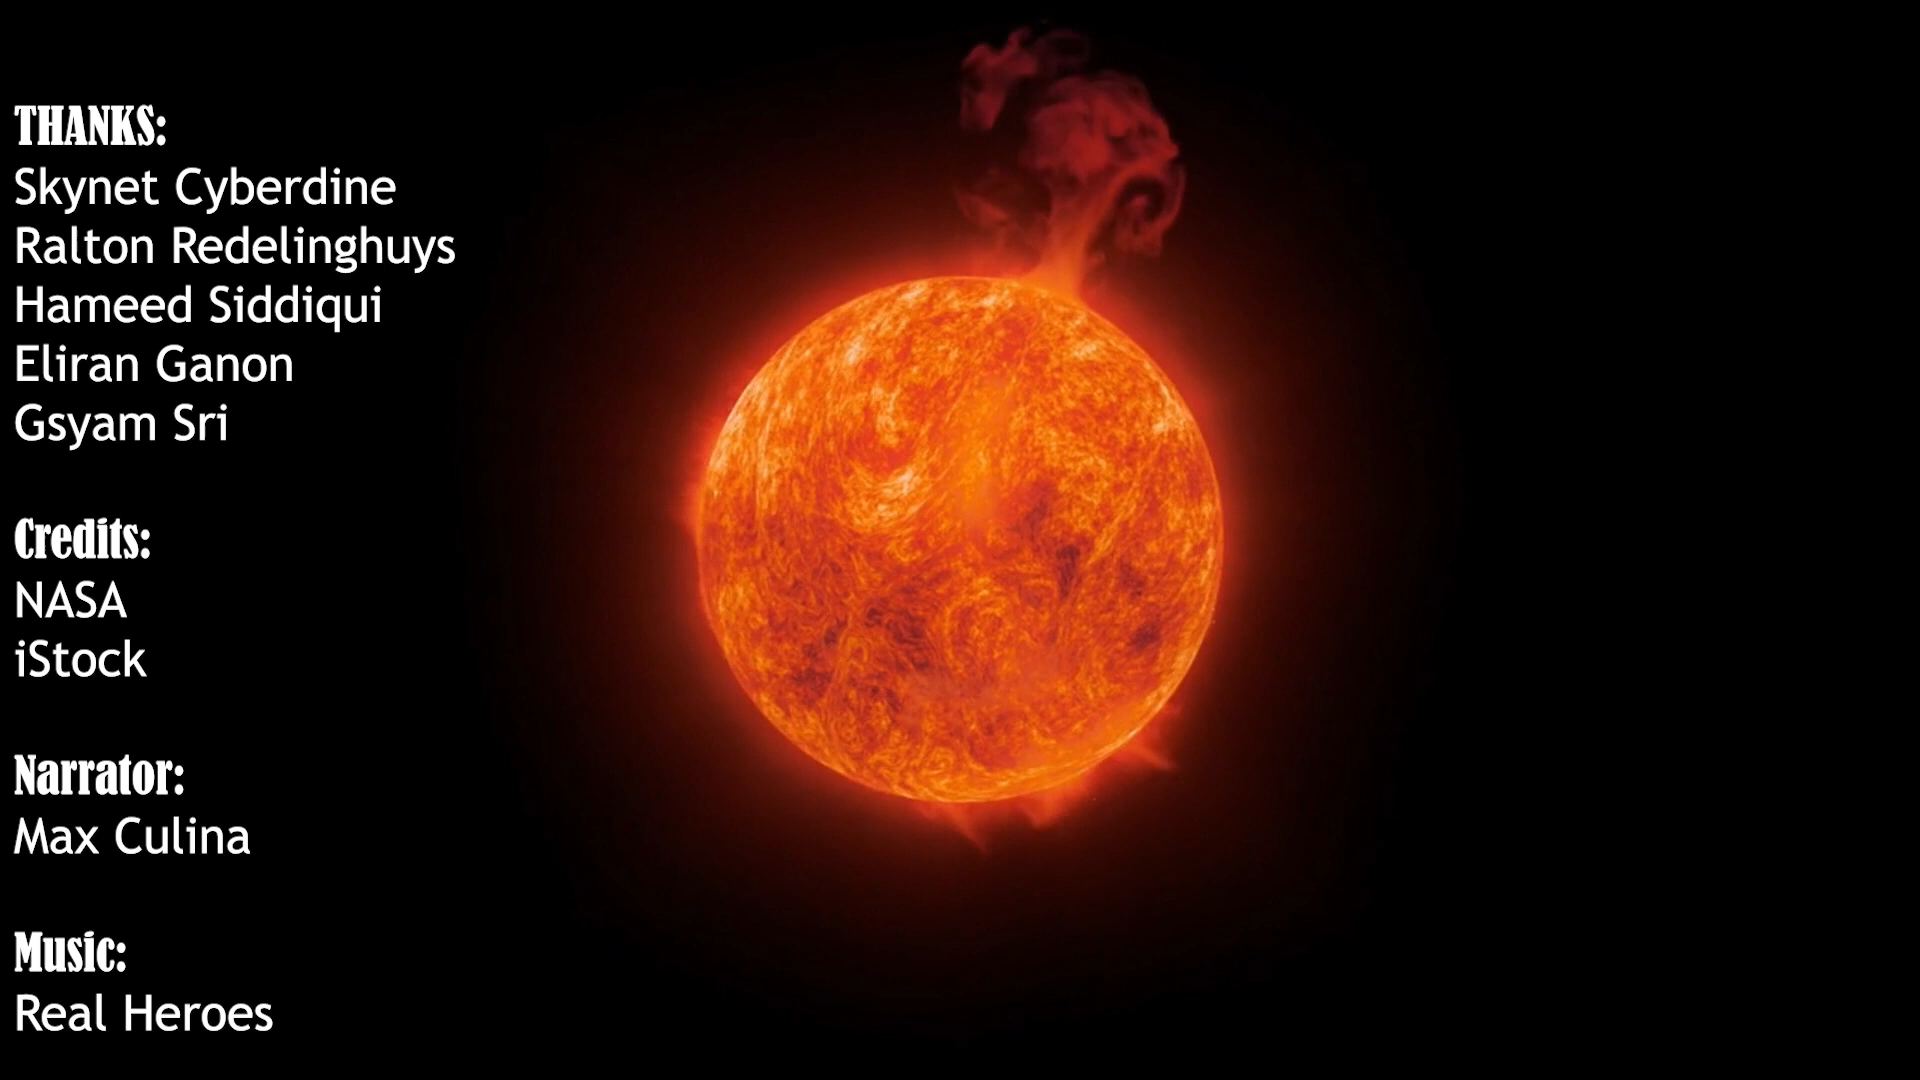 THANKS:
Skynet Cyberdine
Ralton Redelinghuys
Hameed Siddiqui
Eliran Ganon
Gsyam Sri
Credits:
NASA
iStock
Narrator:
Max Culina
Music:
Real Heroes